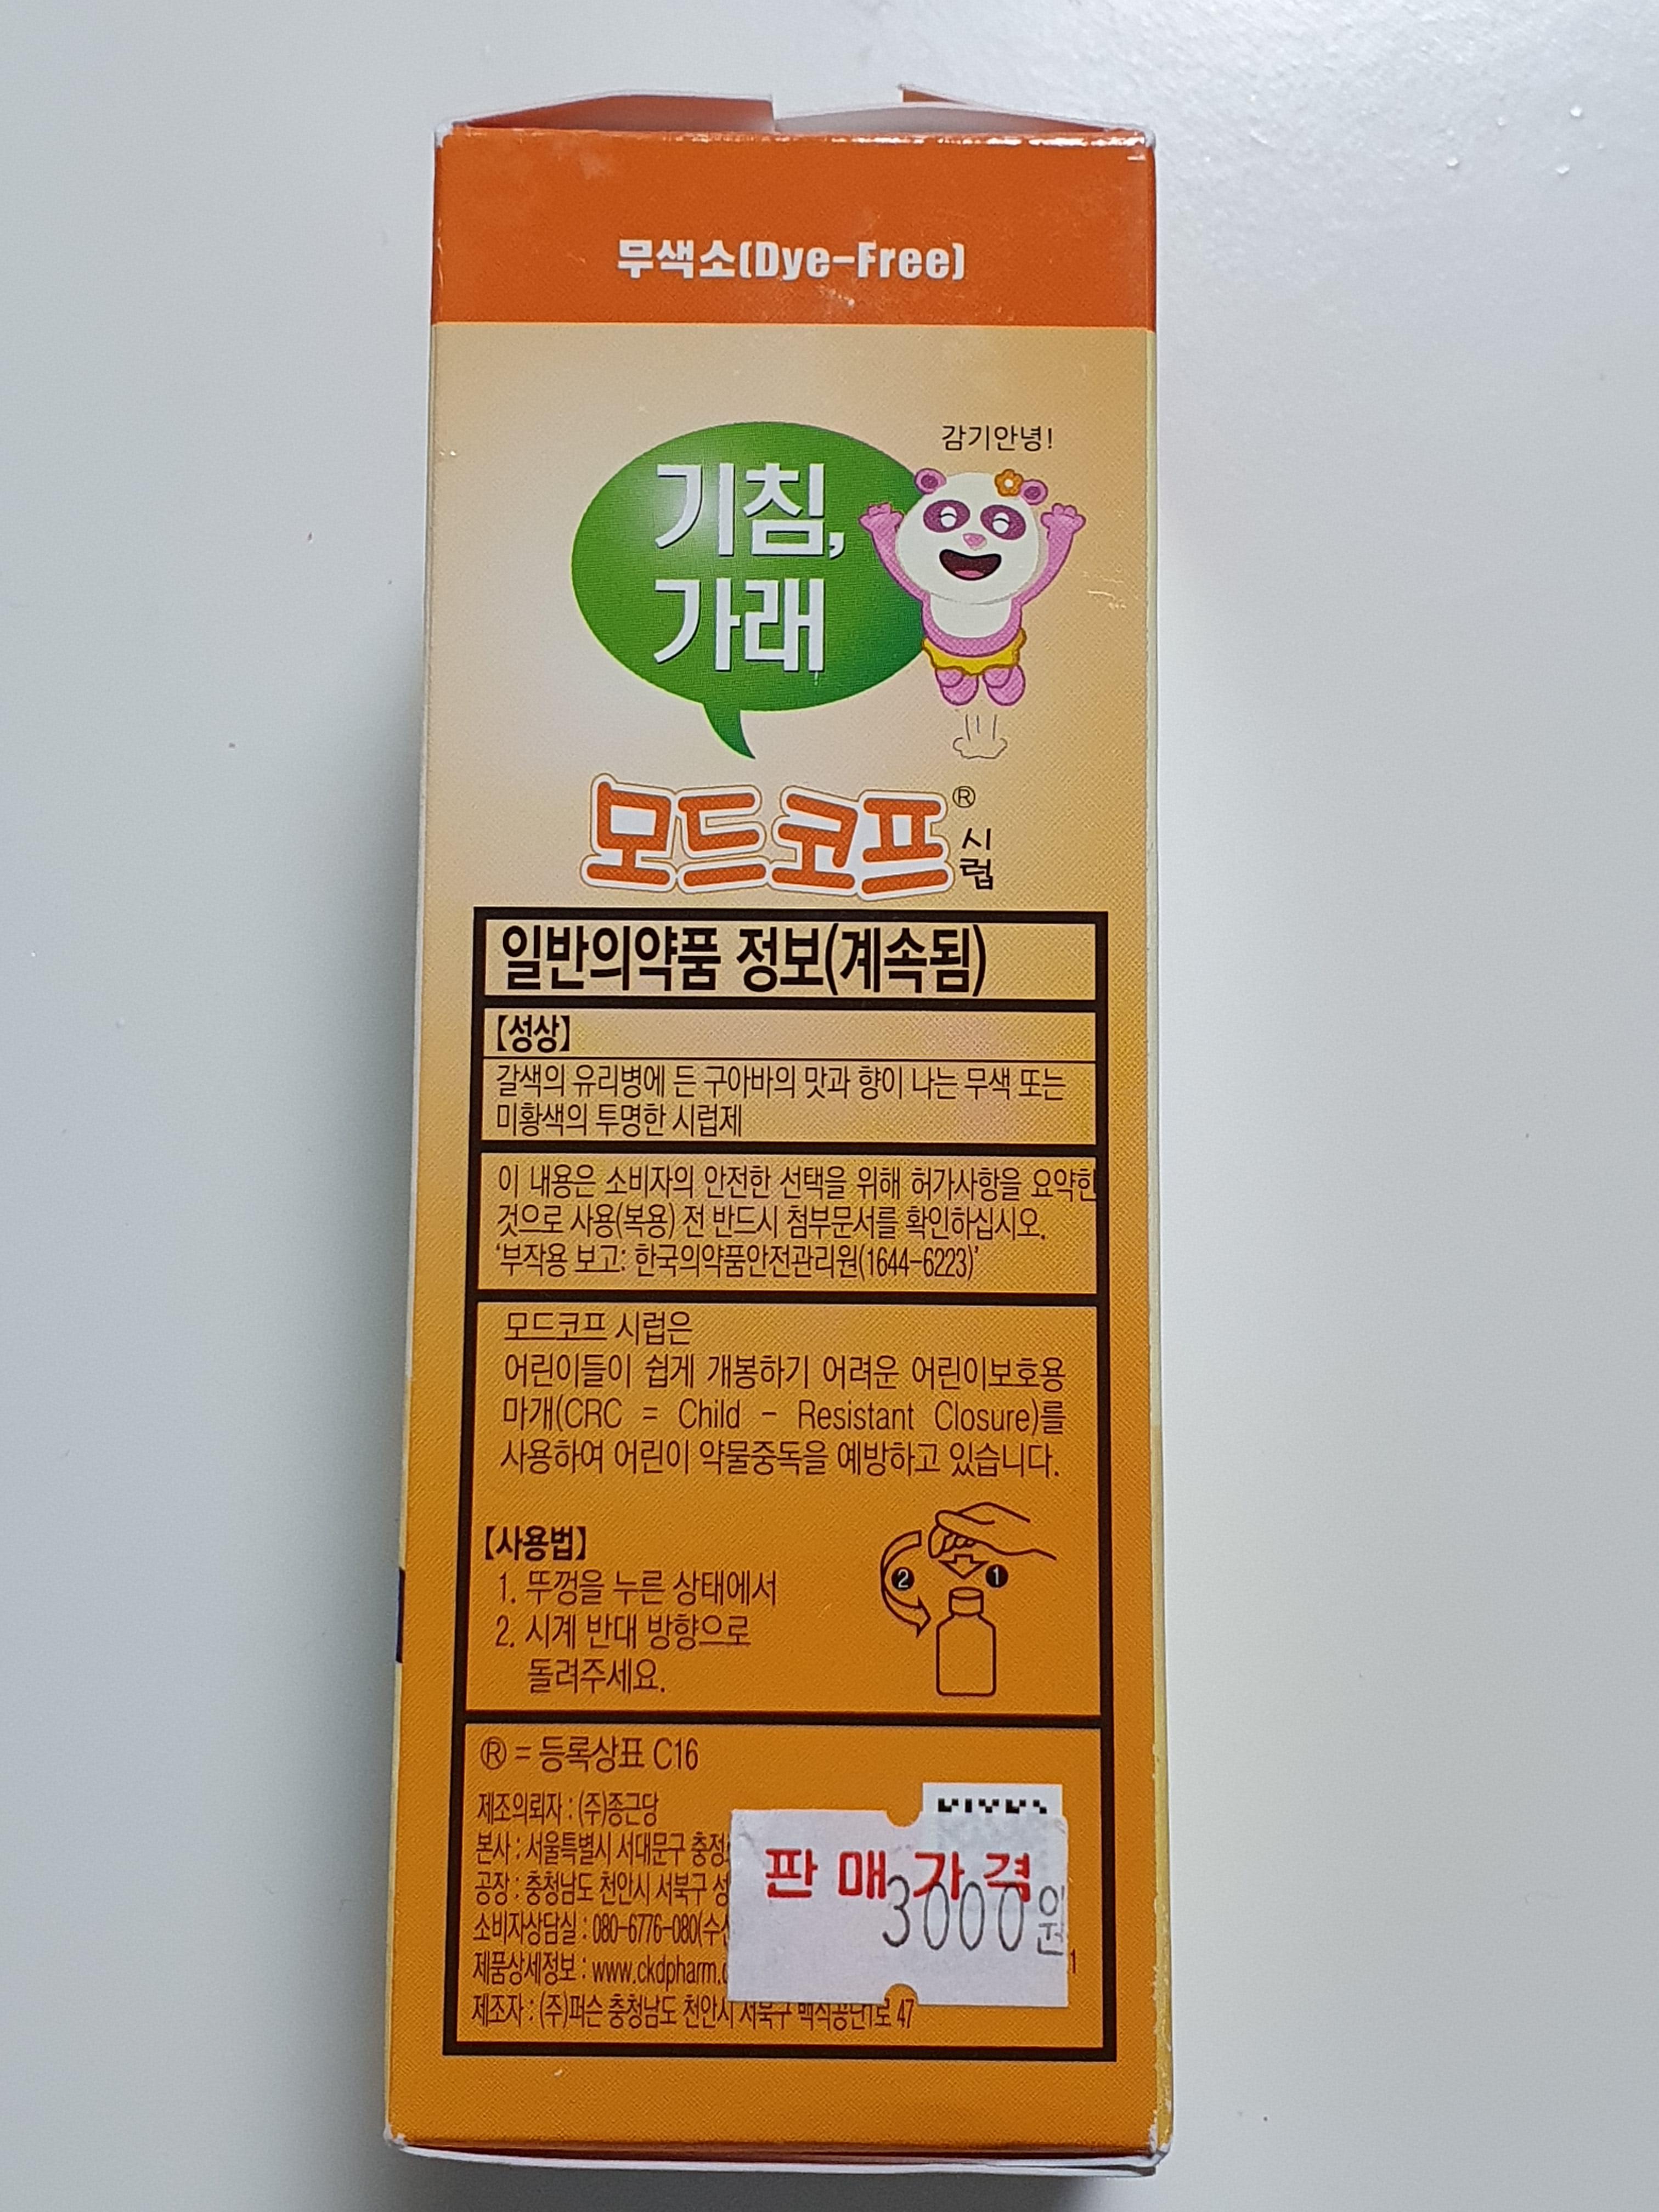 무색소(Dye-Free)
감기안녕!
기침,
가래
모드코프®
시럽
일반의약품 정보(계속됨)
【성상】
갈색의 유리병에 든 구아바의 맛과 향이 나는 무색 또는
미황색의 투명한 시럽제
이 내용은 소비자의 안전한 선택을 위해 허가사항을 요약한
것으로 사용(복용) 전 반드시 첨부문서를 확인하십시오.
‘부작용 보고: 한국의약품안전관리원(1644-6223)’
모드코프 시럽은
어린이들이 쉽게 개봉하기 어려운 어린이보호용
마개(CRC = Child - Resistant Closure)를
사용하여 어린이 약물중독을 예방하고 있습니다.
【사용법】
1. 뚜껑을 누른 상태에서
2. 시계 반대 방향으로
돌려주세요.
2 1
® = 등록상표 C16
제조의뢰자 : (주)종근당
본사 : 서울특별시 서대문구 충정
공장 : 충청남도 천안시 서북구 성
소비자상담실 : 080-6776-080(수신
제품상세정보 : www.ckdpharm.c
1
제조자 : (주)퍼슨 충청남도 천안시 서북구 백석공단1로 47
판매가격
3000원